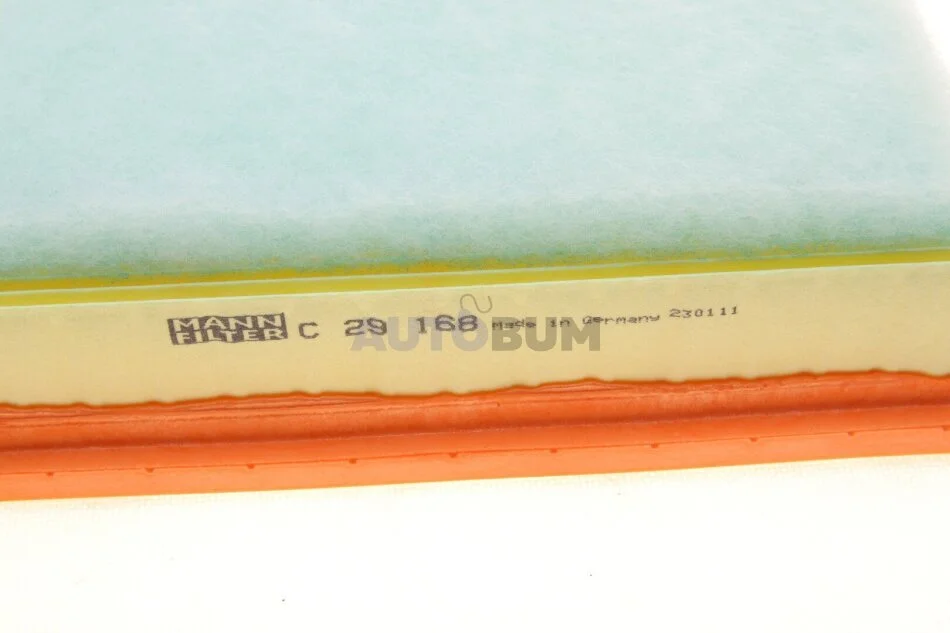 MANN
FILTER
C 29 168 Made in Germany 230111
AUTOBUM